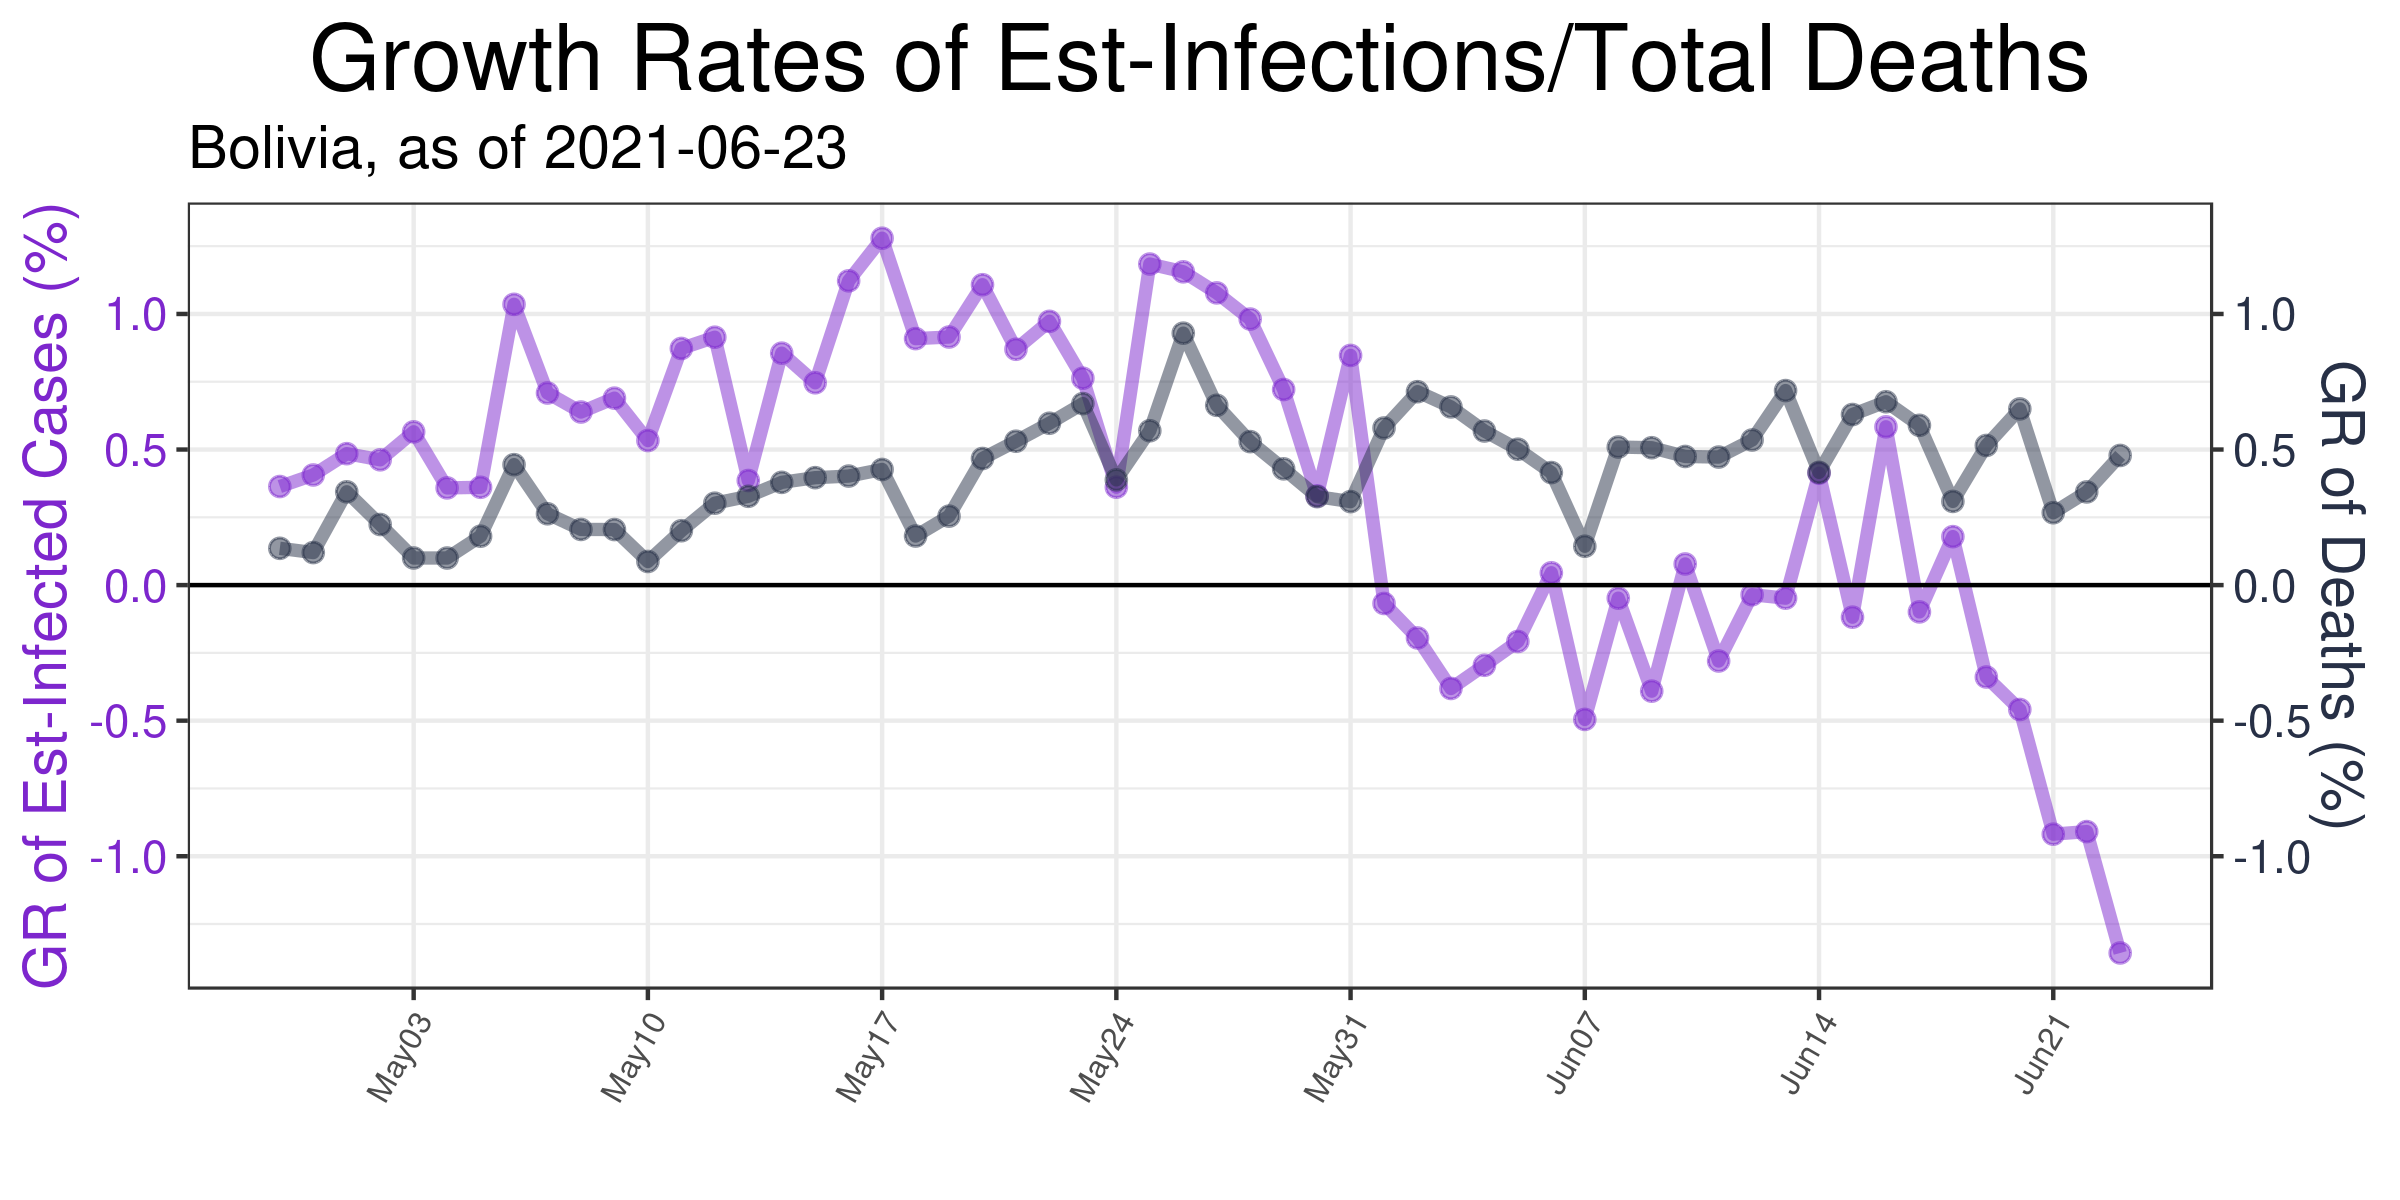 Growth Rates of Est-Infections/Total Deaths
Bolivia, as of 2021-06-23
GR of Est-Infected Cases (%)
1.0
0.5
0.0
-0.5
-1.0
1.0
0.5
0.0
-0.5
-1.0
GR of Deaths (%)
May03
May10
May17
May24
May31
Jun07
Jun14
Jun21